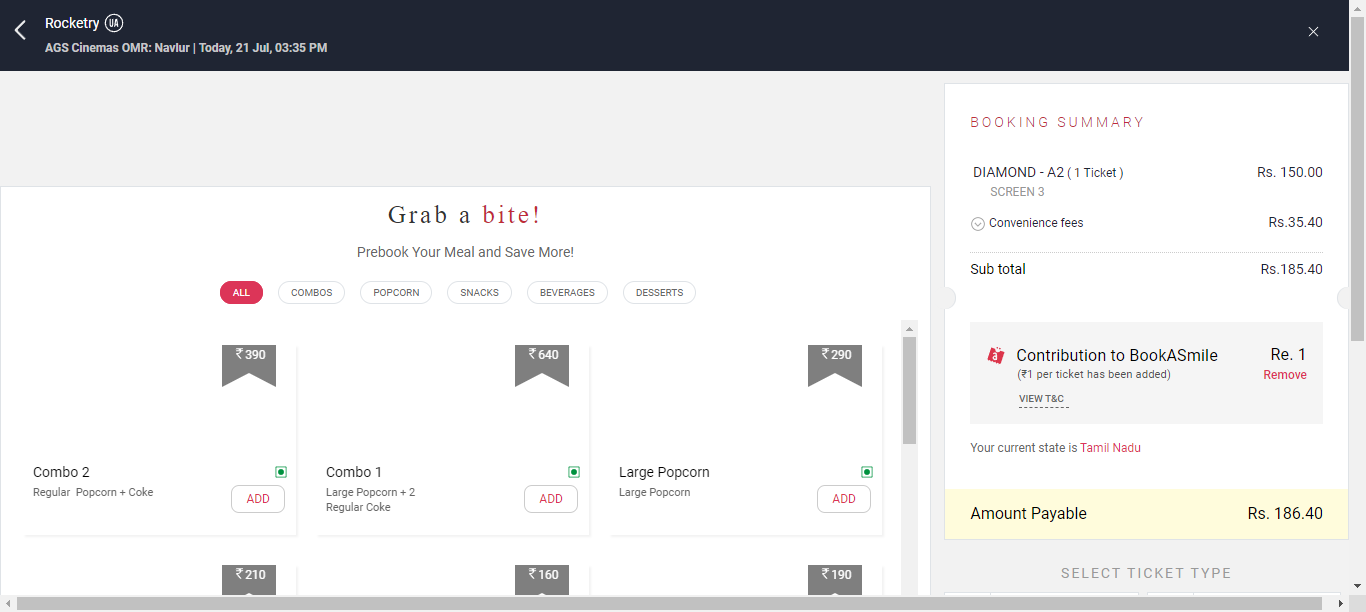 Rocketry UA
AGS Cinemas OMR: Navlur | Today, 21 Jul, 03:35 PM
Grab a bite!
Prebook Your Meal and Save More!
ALL COMBOS POPCORN SNACKS BEVERAGES DESSERTS
₹390
Combo 2
Regular Popcorn + Coke
ADD
₹640
Combo 1
Large Popcorn + 2
Regular Coke
ADD
₹290
Large Popcorn
Large Popcorn
ADD
₹210
₹160
₹190
BOOKING SUMMARY
DIAMOND - A2 ( 1 Ticket ) Rs. 150.00
SCREEN 3
Convenience fees Rs.35.40
Sub total Rs.185.40
Contribution to BookASmile Re. 1
(₹1 per ticket has been added) Remove
VIEW T&C
Your current state is Tamil Nadu
Amount Payable Rs. 186.40
SELECT TICKET TYPE